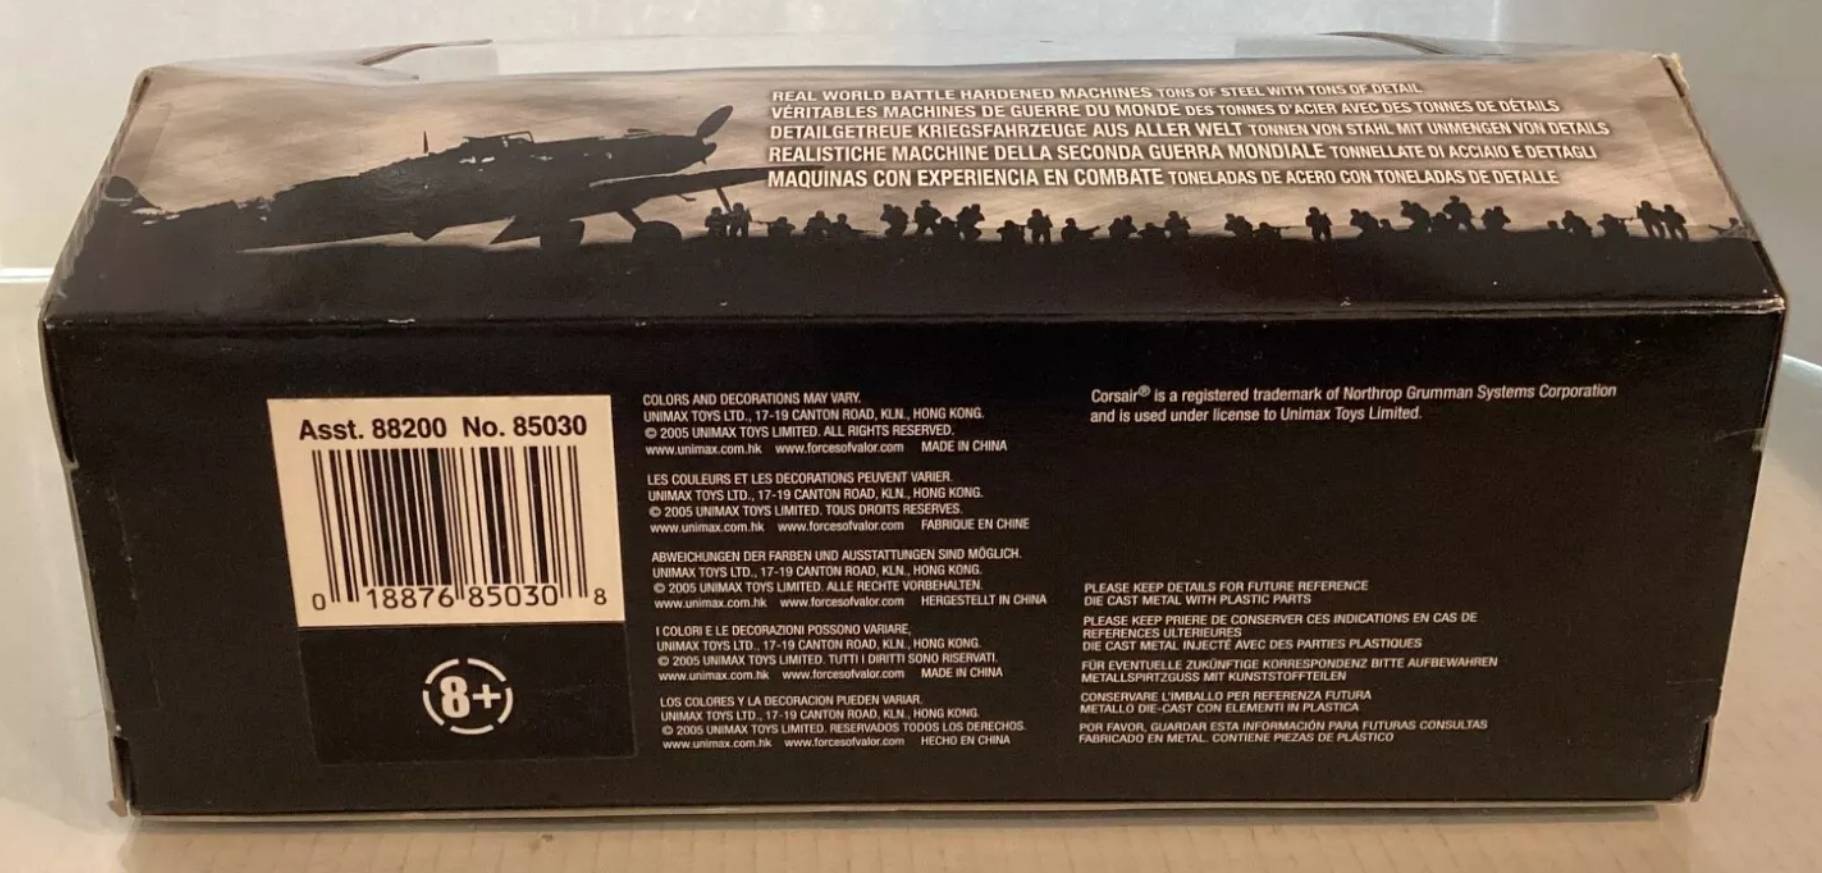 REAL WORLD BATTLE HARDENED MACHINES TONS OF STEEL WITH TONS OF DETAIL
VÉRITABLES MACHINES DE GUERRE DU MONDE DES TONNES D'ACIER AVEC DES TONNES DE DÉTAILS
DETAILGETREUE KRIEGSFAHRZEUGE AUS ALLER WELT TONNEN VON STAHL MIT UNMENGEN VON DETAILS
REALISTICHE MACCHINE DELLA SECONDA GUERRA MONDIALE TONNELLATE DI ACCIAIO E DETTAGLI
MAQUINAS CON EXPERIENCIA EN COMBATE TONELADAS DE ACERO CON TONELADAS DE DETALLE
Asst. 88200 No. 85030
0 18876 85030 8
8+
COLORS AND DECORATIONS MAY VARY.
UNIMAX TOYS LTD., 17-19 CANTON ROAD, KLN., HONG KONG.
© 2005 UNIMAX TOYS LIMITED. ALL RIGHTS RESERVED.
www.unimax.com.hk www.forcesofvalor.com MADE IN CHINA
LES COULEURS ET LES DECORATIONS PEUVENT VARIER.
UNIMAX TOYS LTD., 17-19 CANTON ROAD, KLN., HONG KONG.
© 2005 UNIMAX TOYS LIMITED. TOUS DROITS RESERVES.
www.unimax.com.hk www.forcesofvalor.com FABRIQUE EN CHINE
ABWEICHUNGEN DER FARBEN UND AUSSTATTUNGEN SIND MÖGLICH.
UNIMAX TOYS LTD., 17-19 CANTON ROAD, KLN., HONG KONG.
© 2005 UNIMAX TOYS LIMITED. ALLE RECHTE VORBEHALTEN.
www.unimax.com.hk www.forcesofvalor.com HERGESTELLT IN CHINA
I COLORI E LE DECORAZIONI POSSONO VARIARE,
UNIMAX TOYS LTD., 17-19 CANTON ROAD, KLN., HONG KONG.
© 2005 UNIMAX TOYS LIMITED. TUTTI I DIRITTI SONO RISERVATI.
www.unimax.com.hk www.forcesofvalor.com MADE IN CHINA
LOS COLORES Y LA DECORACION PUEDEN VARIAR.
UNIMAX TOYS LTD., 17-19 CANTON ROAD, KLN., HONG KONG.
© 2005 UNIMAX TOYS LIMITED. RESERVADOS TODOS LOS DERECHOS.
www.unimax.com.hk www.forcesofvalor.com HECHO EN CHINA
Corsair® is a registered trademark of Northrop Grumman Systems Corporation
and is used under license to Unimax Toys Limited.
PLEASE KEEP DETAILS FOR FUTURE REFERENCE
DIE CAST METAL WITH PLASTIC PARTS
PLEASE KEEP PRIERE DE CONSERVER CES INDICATIONS EN CAS DE
REFERENCES ULTERIEURES
DIE CAST METAL INJECTÉ AVEC DES PARTIES PLASTIQUES
FÜR EVENTUELLE ZUKÜNFTIGE KORRESPONDENZ BITTE AUFBEWAHREN
METALLSPIRTZGUSS MIT KUNSTSTOFFTEILEN
CONSERVARE L'IMBALLO PER REFERENZA FUTURA
METALLO DIE-CAST CON ELEMENTI IN PLASTICA
POR FAVOR, GUARDAR ESTA INFORMACIÓN PARA FUTURAS CONSULTAS
FABRICADO EN METAL. CONTIENE PIEZAS DE PLÁSTICO